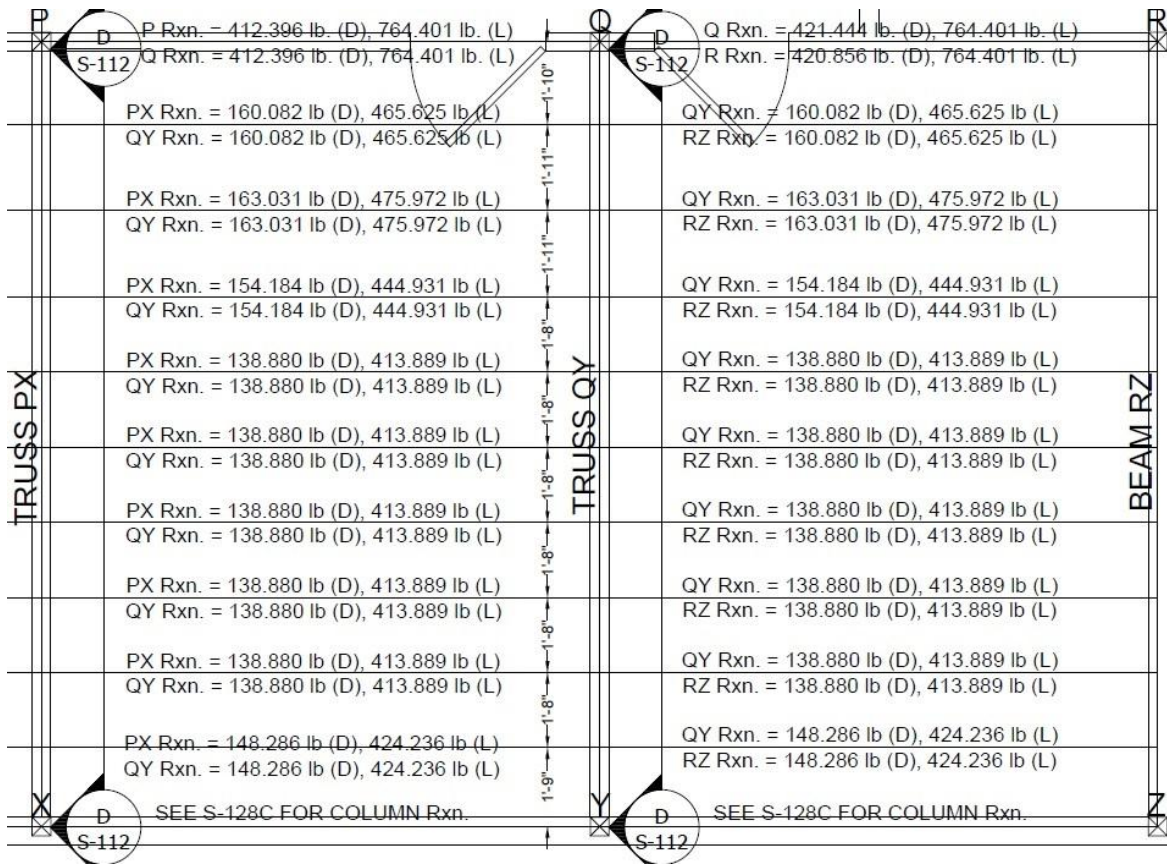 P
Q
R
D
S-112
P Rxn. = 412.396 lb. (D), 764.401 lb. (L)
Q Rxn. = 412.396 lb. (D), 764.401 lb. (L)
D
S-112
Q Rxn. = 421.444 lb. (D), 764.401 lb. (L)
R Rxn. = 420.856 lb. (D), 764.401 lb. (L)
1'-10"
PX Rxn. = 160.082 lb (D), 465.625 lb (L)
QY Rxn. = 160.082 lb (D), 465.625 lb (L)
QY Rxn. = 160.082 lb (D), 465.625 lb (L)
RZ Rxn. = 160.082 lb (D), 465.625 lb (L)
1'-11"
PX Rxn. = 163.031 lb (D), 475.972 lb (L)
QY Rxn. = 163.031 lb (D), 475.972 lb (L)
QY Rxn. = 163.031 lb (D), 475.972 lb (L)
RZ Rxn. = 163.031 lb (D), 475.972 lb (L)
1'-11"
PX Rxn. = 154.184 lb (D), 444.931 lb (L)
QY Rxn. = 154.184 lb (D), 444.931 lb (L)
QY Rxn. = 154.184 lb (D), 444.931 lb (L)
RZ Rxn. = 154.184 lb (D), 444.931 lb (L)
1'-8"
PX Rxn. = 138.880 lb (D), 413.889 lb (L)
QY Rxn. = 138.880 lb (D), 413.889 lb (L)
QY Rxn. = 138.880 lb (D), 413.889 lb (L)
RZ Rxn. = 138.880 lb (D), 413.889 lb (L)
1'-8"
TRUSS PX
TRUSS QY
BEAM RZ
PX Rxn. = 138.880 lb (D), 413.889 lb (L)
QY Rxn. = 138.880 lb (D), 413.889 lb (L)
QY Rxn. = 138.880 lb (D), 413.889 lb (L)
RZ Rxn. = 138.880 lb (D), 413.889 lb (L)
1'-8"
PX Rxn. = 138.880 lb (D), 413.889 lb (L)
QY Rxn. = 138.880 lb (D), 413.889 lb (L)
QY Rxn. = 138.880 lb (D), 413.889 lb (L)
RZ Rxn. = 138.880 lb (D), 413.889 lb (L)
1'-8"
PX Rxn. = 138.880 lb (D), 413.889 lb (L)
QY Rxn. = 138.880 lb (D), 413.889 lb (L)
QY Rxn. = 138.880 lb (D), 413.889 lb (L)
RZ Rxn. = 138.880 lb (D), 413.889 lb (L)
1'-8"
PX Rxn. = 138.880 lb (D), 413.889 lb (L)
QY Rxn. = 138.880 lb (D), 413.889 lb (L)
QY Rxn. = 138.880 lb (D), 413.889 lb (L)
RZ Rxn. = 138.880 lb (D), 413.889 lb (L)
1'-8"
PX Rxn. = 148.286 lb (D), 424.236 lb (L)
QY Rxn. = 148.286 lb (D), 424.236 lb (L)
QY Rxn. = 148.286 lb (D), 424.236 lb (L)
RZ Rxn. = 148.286 lb (D), 424.236 lb (L)
1'-9"
X
Y
Z
D
S-112
SEE S-128C FOR COLUMN Rxn.
D
S-112
SEE S-128C FOR COLUMN Rxn.